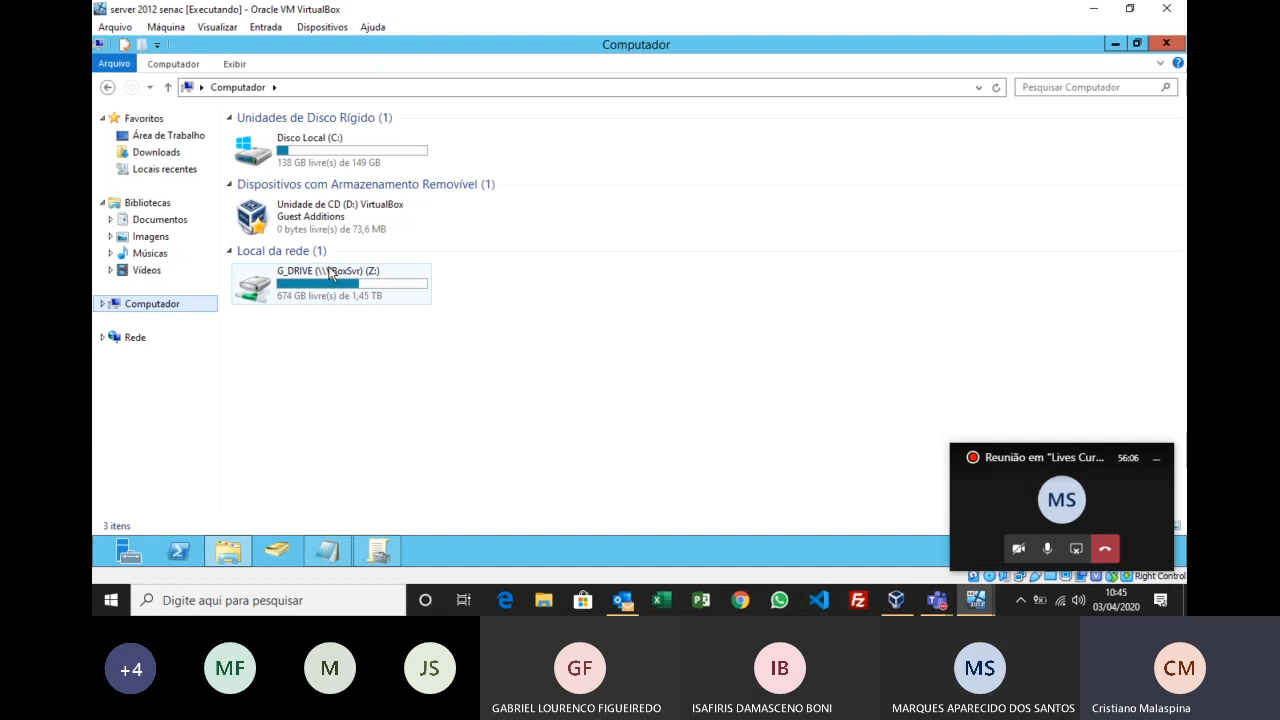 server 2012 senac [Executando] - Oracle VM VirtualBox
Arquivo Máquina Visualizar Entrada Dispositivos Ajuda
Computador
Arquivo Computador Exibir
Computador
Pesquisar Computador
Favoritos
Área de Trabalho
Downloads
Locais recentes
Bibliotecas
Documentos
Imagens
Músicas
Vídeos
Computador
Rede
Unidades de Disco Rígido (1)
Disco Local (C:)
138 GB livre(s) de 149 GB
Dispositivos com Armazenamento Removível (1)
Unidade de CD (D:) VirtualBox
Guest Additions
0 bytes livre(s) de 73,6 MB
Local da rede (1)
G_DRIVE (\\VBoxSvr) (Z:)
674 GB livre(s) de 1,45 TB
3 itens
Reunião em "Lives Cur... 56:06
MS
Right Control
Digite aqui para pesquisar
10:45
03/04/2020
+4
MF
M
JS
GF
GABRIEL LOURENCO FIGUEIREDO
IB
ISAFIRIS DAMASCENO BONI
MS
MARQUES APARECIDO DOS SANTOS
CM
Cristiano Malaspina